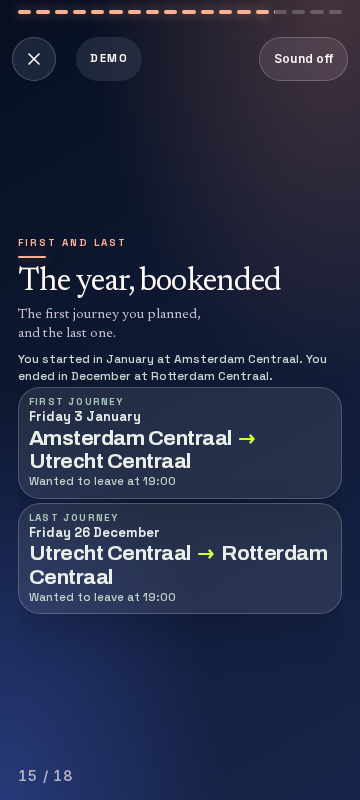 DEMO
Sound off
FIRST AND LAST
The year, bookended
The first journey you planned,
and the last one.
You started in January at Amsterdam Centraal. You
ended in December at Rotterdam Centraal.
FIRST JOURNEY
Friday 3 January
Amsterdam Centraal →
Utrecht Centraal
Wanted to leave at 19:00
LAST JOURNEY
Friday 26 December
Utrecht Centraal → Rotterdam
Centraal
Wanted to leave at 19:00
15 / 18